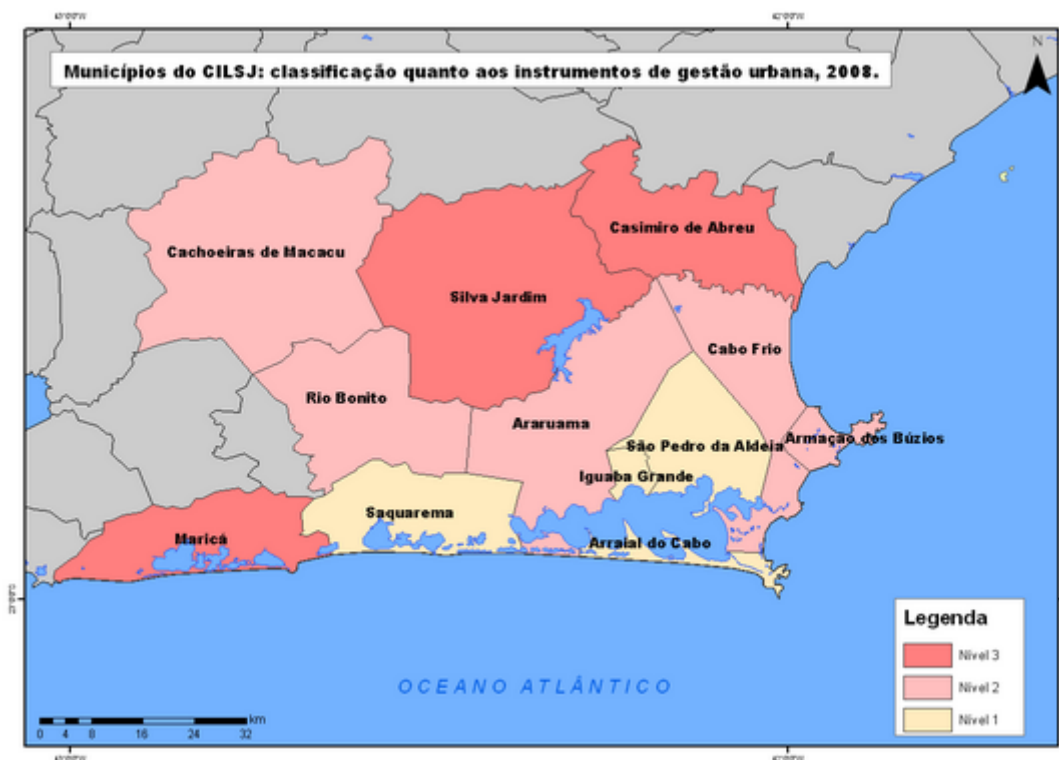 Municípios do CILSJ: classificação quanto aos instrumentos de gestão urbana, 2008.
N
Casimiro de Abreu
Cachoeiras de Macacu
Silva Jardim
Cabo Frio
Rio Bonito
Araruama
Armação dos Búzios
São Pedro da Aldeia
Iguaba Grande
Saquarema
Maricá
Arraial do Cabo
Legenda
Nível 3
Nível 2
Nível 1
OCEANO ATLÂNTICO
km
0 4 8 16 24 32